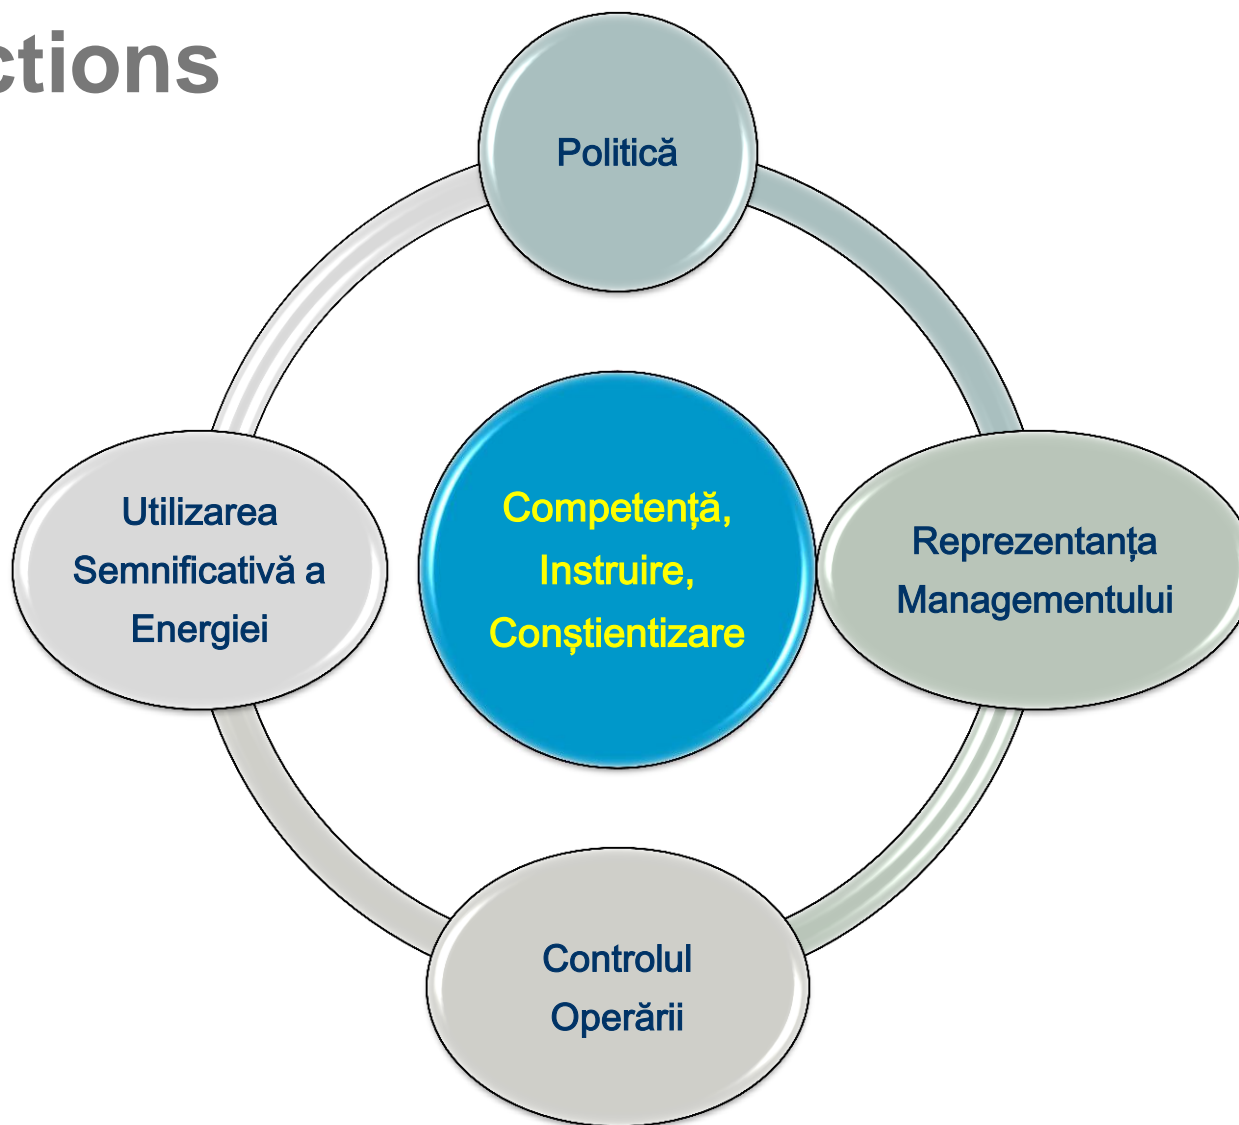 ctions
Politică
Utilizarea
Semnificativă a
Energiei
Competență,
Instruire,
Conștientizare
Reprezentanța
Managementului
Controlul
Operării